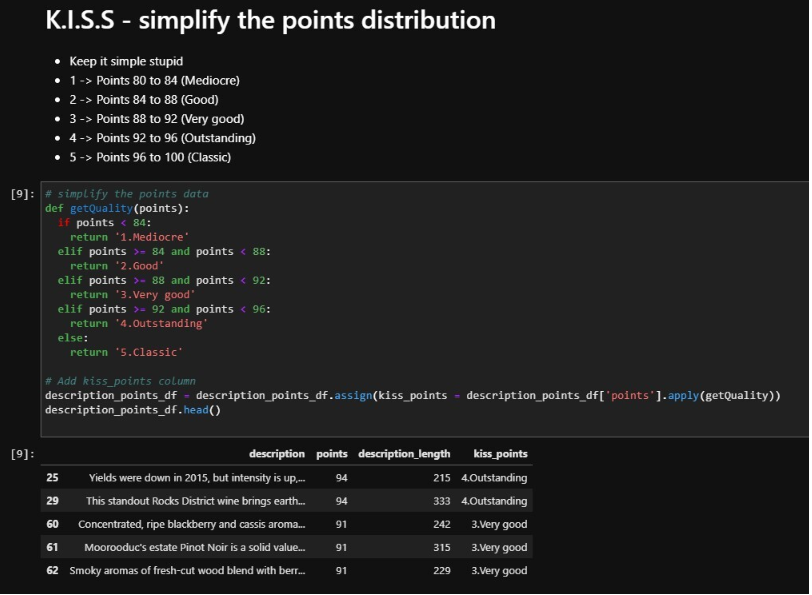 K.I.S.S - simplify the points distribution
• Keep it simple stupid
• 1 -> Points 80 to 84 (Mediocre)
• 2 -> Points 84 to 88 (Good)
• 3 -> Points 88 to 92 (Very good)
• 4 -> Points 92 to 96 (Outstanding)
• 5 -> Points 96 to 100 (Classic)
[9]: # simplify the points data
def getQuality(points):
  if points < 84:
    return '1.Mediocre'
  elif points >= 84 and points < 88:
    return '2.Good'
  elif points >= 88 and points < 92:
    return '3.Very good'
  elif points >= 92 and points < 96:
    return '4.Outstanding'
  else:
    return '5.Classic'

# Add kiss_points column
description_points_df = description_points_df.assign(kiss_points = description_points_df['points'].apply(getQuality))
description_points_df.head()
[9]: description points description_length kiss_points
25 Yields were down in 2015, but intensity is up,... 94 215 4.Outstanding
29 This standout Rocks District wine brings earth... 94 333 4.Outstanding
60 Concentrated, ripe blackberry and cassis aroma... 91 242 3.Very good
61 Moorooduc's estate Pinot Noir is a solid value... 91 315 3.Very good
62 Smoky aromas of fresh-cut wood blend with berr... 91 229 3.Very good